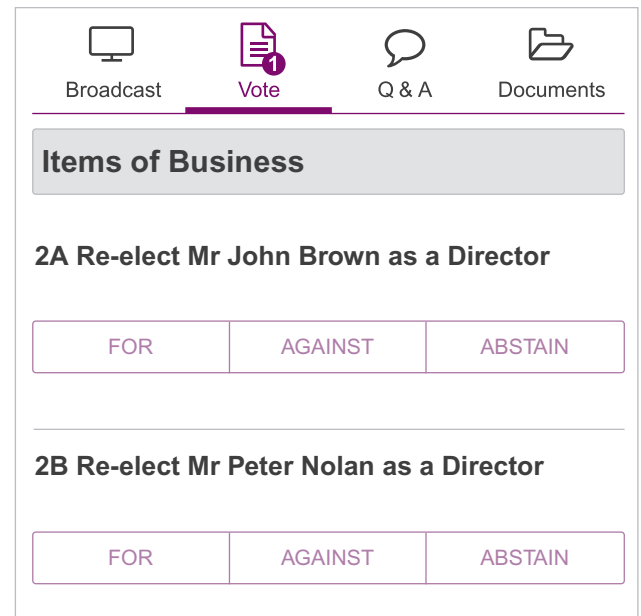 1
Broadcast Vote Q & A Documents
Items of Business
2A Re-elect Mr John Brown as a Director
FOR AGAINST ABSTAIN
2B Re-elect Mr Peter Nolan as a Director
FOR AGAINST ABSTAIN